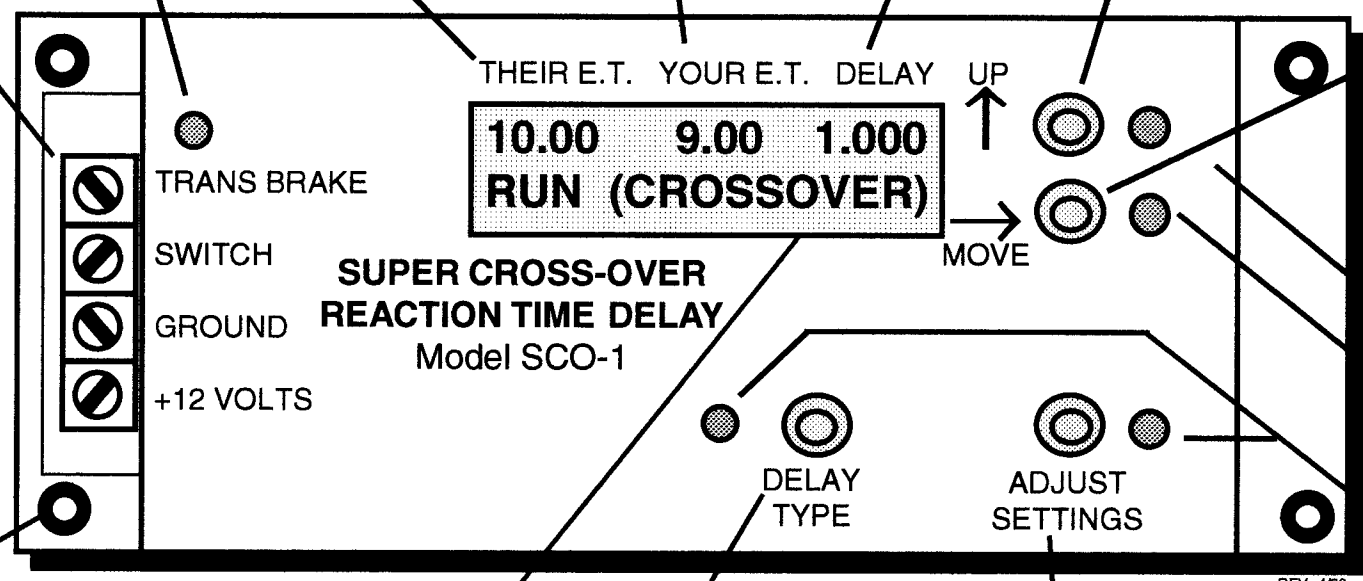 THEIR E.T. YOUR E.T. DELAY UP
10.00 9.00 1.000
RUN (CROSSOVER)
MOVE
TRANS BRAKE
SWITCH
GROUND
+12 VOLTS
SUPER CROSS-OVER
REACTION TIME DELAY
Model SCO-1
DELAY
TYPE
ADJUST
SETTINGS